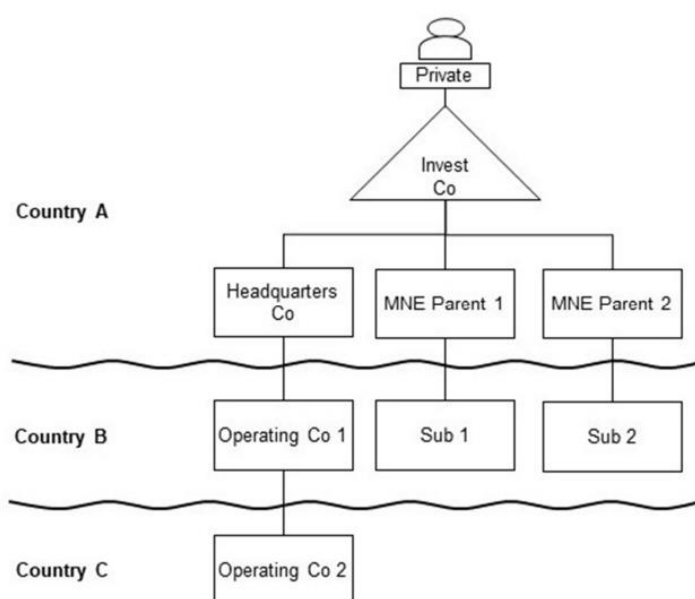 Private
Invest
Co
Country A
Headquarters
Co
MNE Parent 1
MNE Parent 2
Country B
Operating Co 1
Sub 1
Sub 2
Country C
Operating Co 2